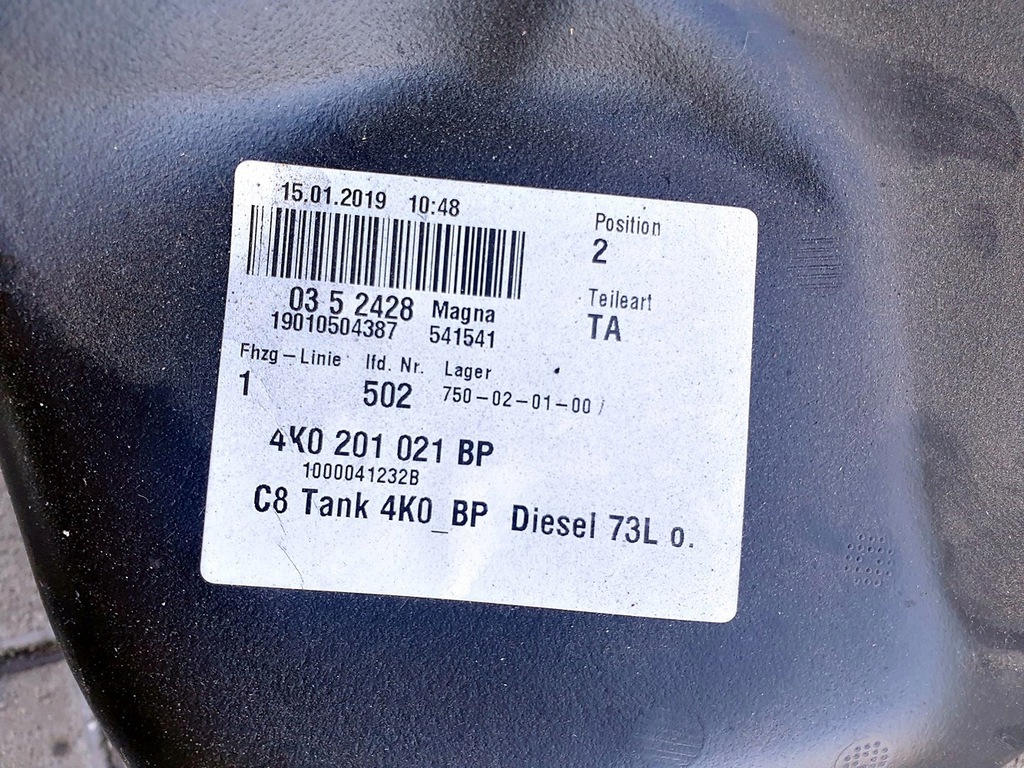 15.01.2019 10:48
Position
2
03 5 2428 Magna
Teileart
TA
19010504387 541541
Fhzg-Linie lfd. Nr. Lager
1 502 750-02-01-00 /
4K0 201 021 BP
1000041232B
C8 Tank 4K0_BP Diesel 73L o.